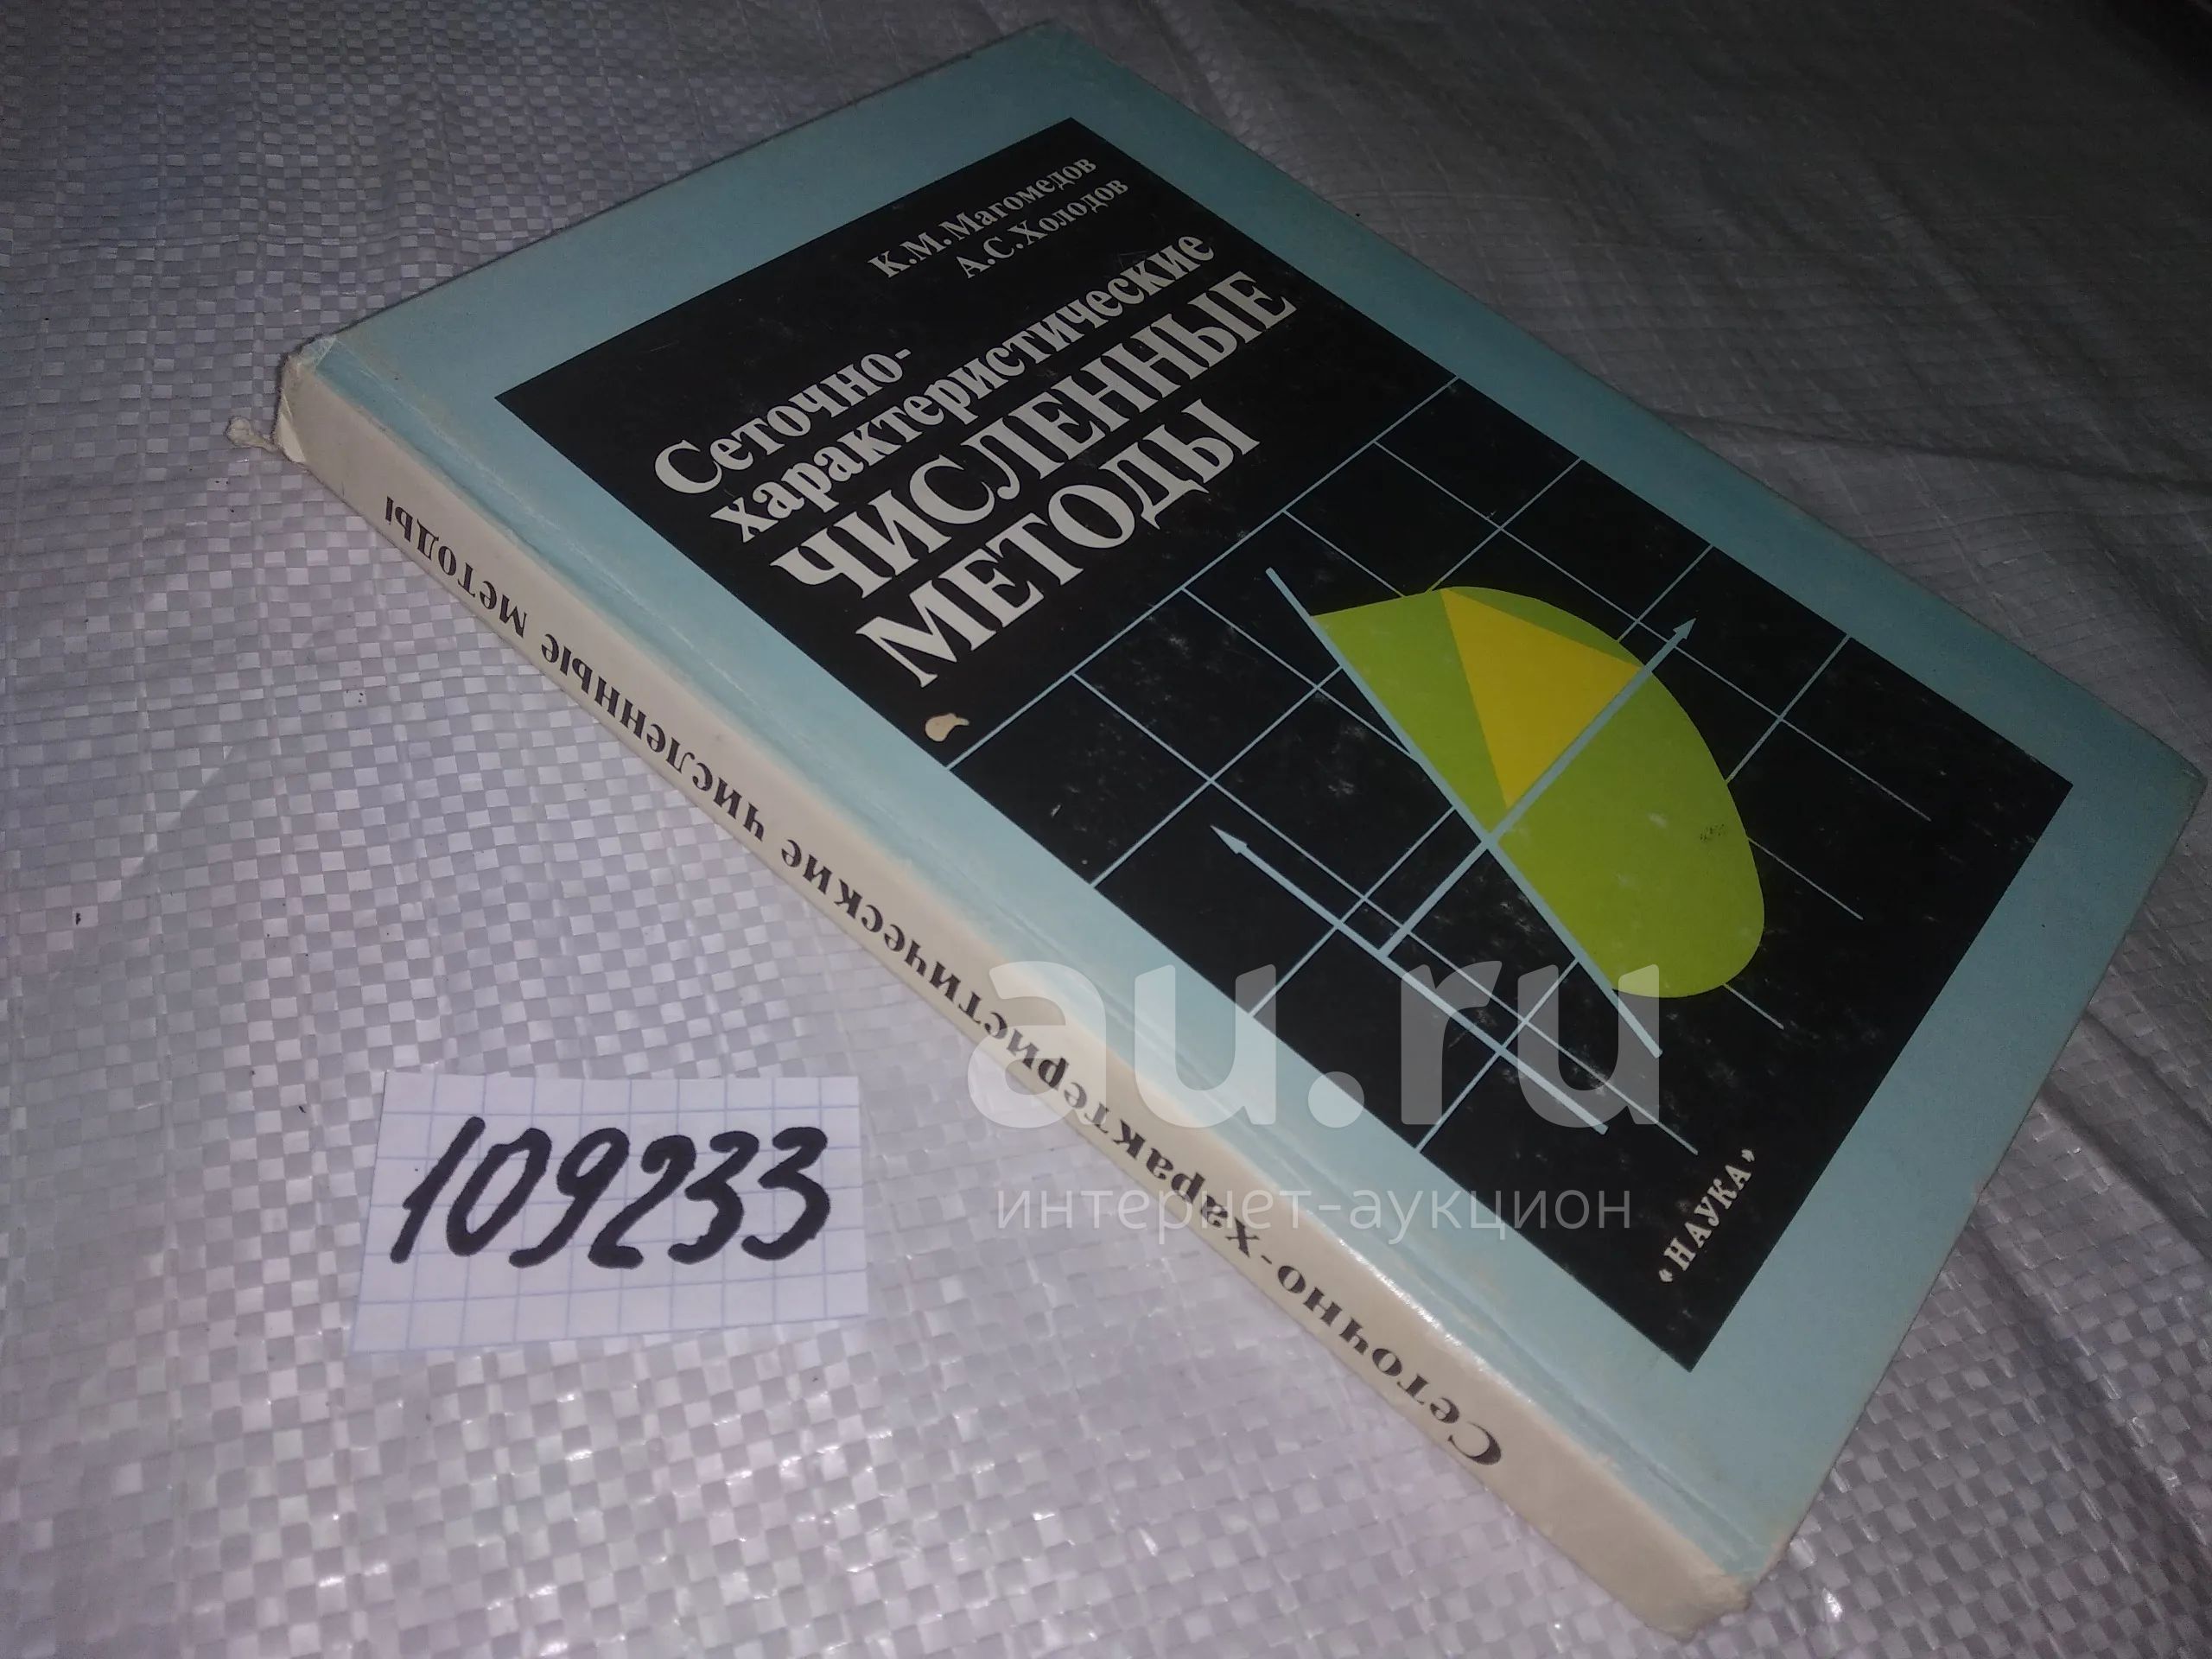 К.М.Магомедов
А.С.Холодов
Сеточно-
характеристические
ЧИСЛЕННЫЕ
МЕТОДЫ
«НАУКА»
Сеточно-характеристические численные методы
109233
au.ru
интернет-аукцион